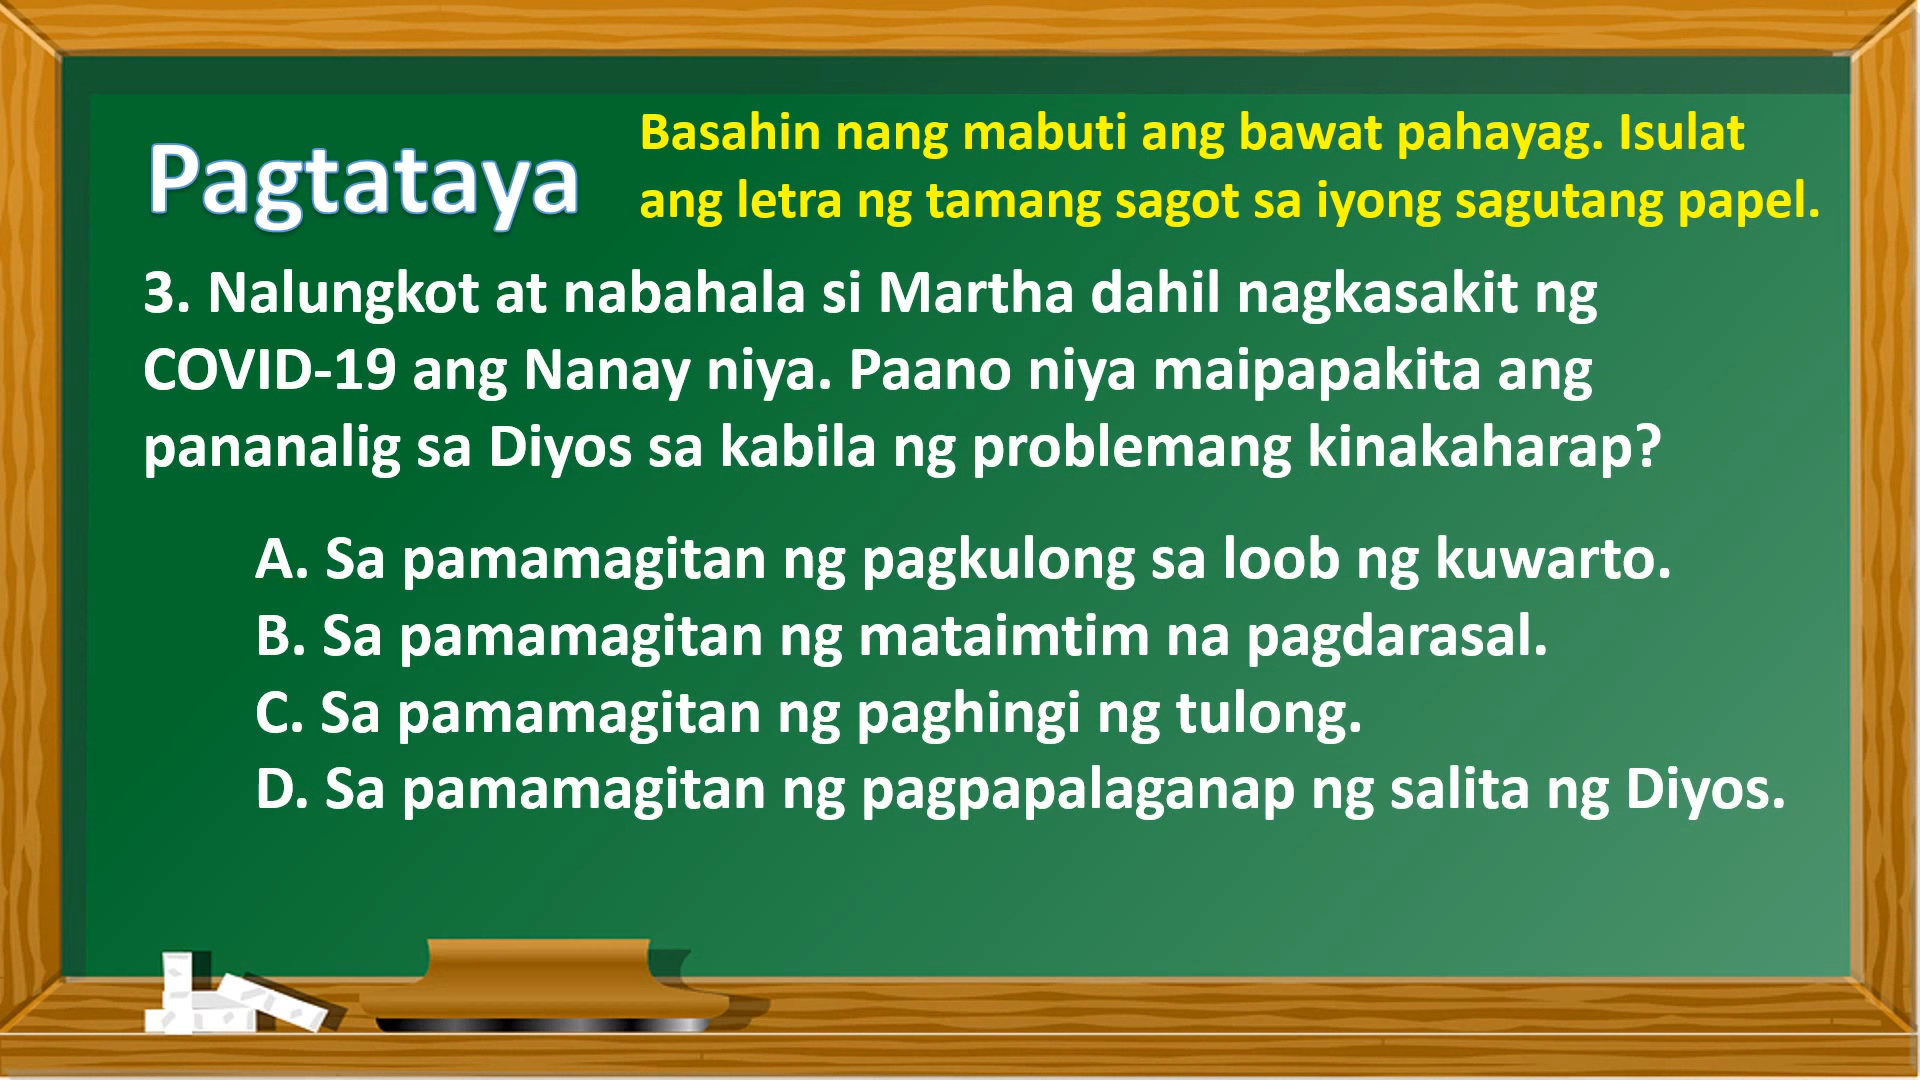 Pagtataya
Basahin nang mabuti ang bawat pahayag. Isulat
ang letra ng tamang sagot sa iyong sagutang papel.
3. Nalungkot at nabahala si Martha dahil nagkasakit ng
COVID-19 ang Nanay niya. Paano niya maipapakita ang
pananalig sa Diyos sa kabila ng problemang kinakaharap?
A. Sa pamamagitan ng pagkulong sa loob ng kuwarto.
B. Sa pamamagitan ng mataimtim na pagdarasal.
C. Sa pamamagitan ng paghingi ng tulong.
D. Sa pamamagitan ng pagpapalaganap ng salita ng Diyos.